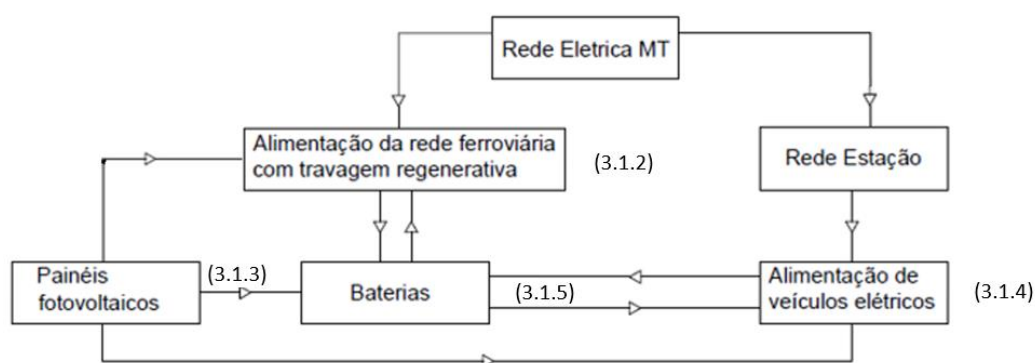 Rede Eletrica MT
Alimentação da rede ferroviária
com travagem regenerativa
(3.1.2)
Rede Estação
Painéis
fotovoltaicos
(3.1.3)
Baterias
(3.1.5)
Alimentação de
veículos elétricos
(3.1.4)